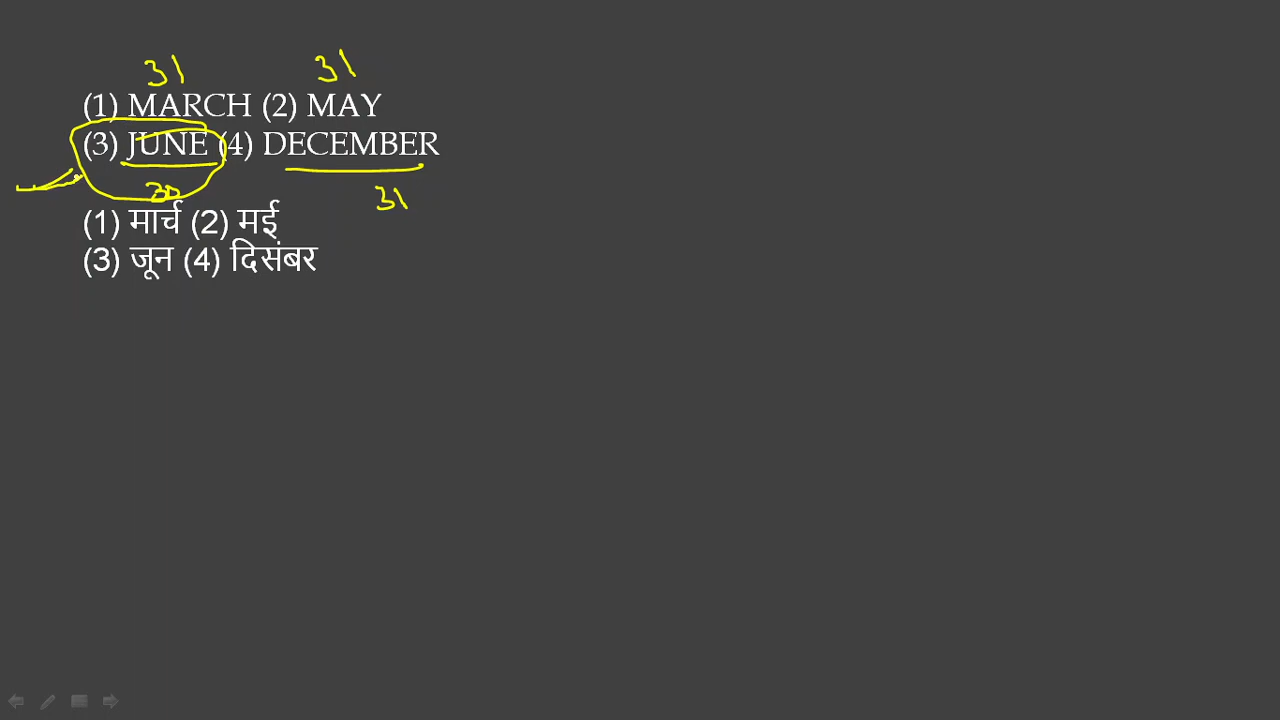 31 31
(1) MARCH (2) MAY
(3) JUNE (4) DECEMBER
30 31
(1) मार्च (2) मई
(3) जून (4) दिसंबर